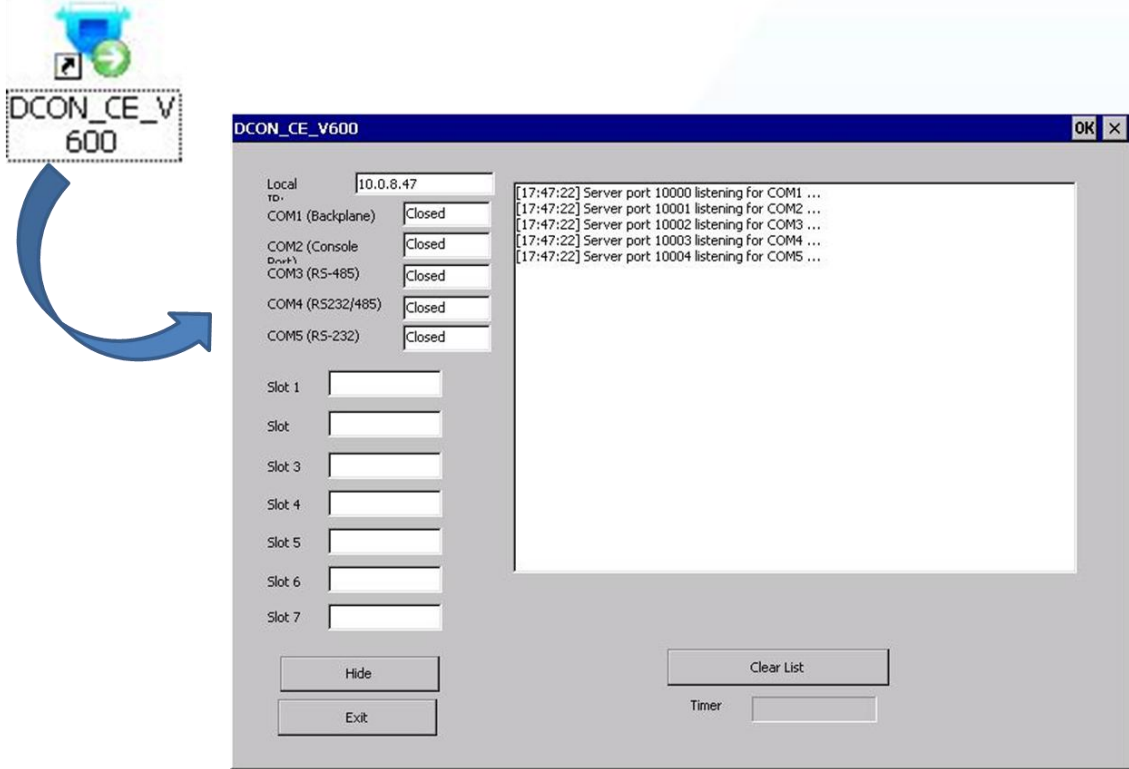 DCON_CE_V
600
DCON_CE_V600
OK
Local
IP:
10.0.8.47
COM1 (Backplane)
Closed
COM2 (Console
Port)
Closed
COM3 (RS-485)
Closed
COM4 (RS232/485)
Closed
COM5 (RS-232)
Closed
Slot 1
Slot
Slot 3
Slot 4
Slot 5
Slot 6
Slot 7
Hide
Exit
[17:47:22] Server port 10000 listening for COM1 ...
[17:47:22] Server port 10001 listening for COM2 ...
[17:47:22] Server port 10002 listening for COM3 ...
[17:47:22] Server port 10003 listening for COM4 ...
[17:47:22] Server port 10004 listening for COM5 ...
Clear List
Timer